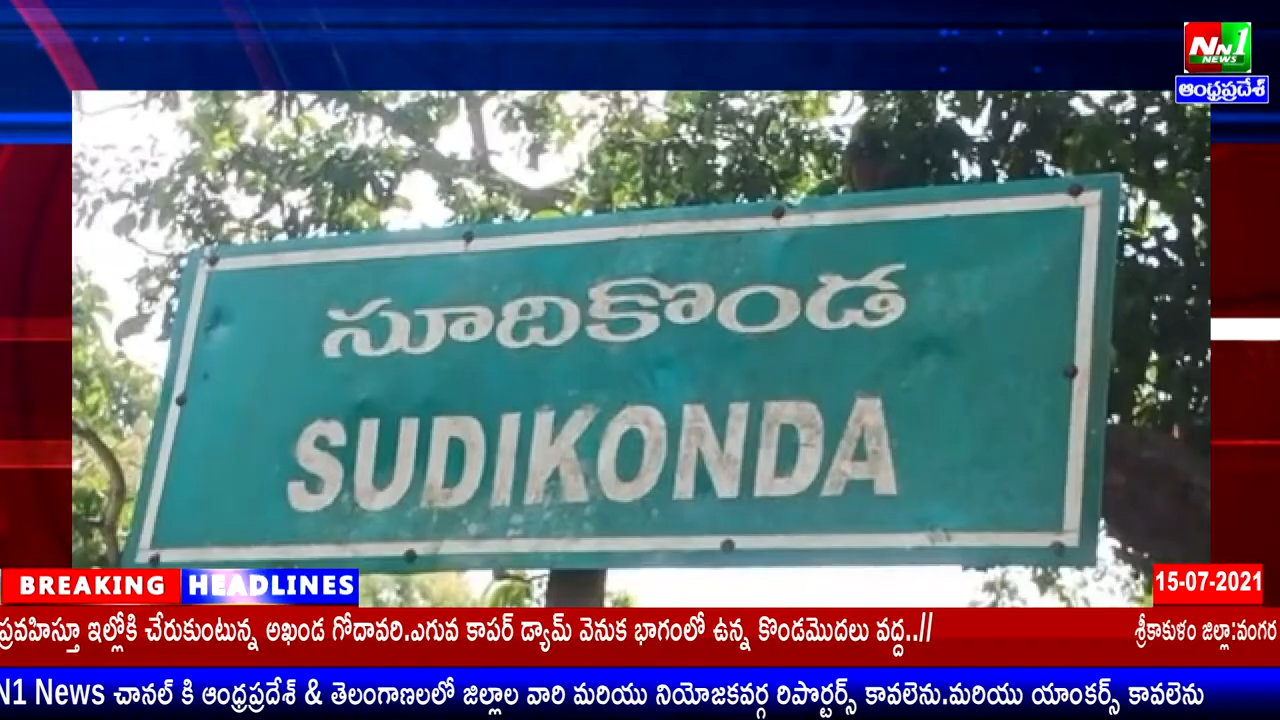 Nn1
NEWS
ఆంధ్రప్రదేశ్
సూదికొండ
SUDIKONDA
BREAKING HEADLINES
15-07-2021
ప్రవహిస్తూ ఇల్లోకి చేరుకుంటున్న అఖండ గోదావరి.ఎగువ కాపర్ డ్యామ్ వెనుక భాగంలో ఉన్న కొండమొదలు వద్ద..// శ్రీకాకుళం జిల్లా:వంగర
N1 News చానల్ కి ఆంధ్రప్రదేశ్ & తెలంగాణలలో జిల్లాల వారి మరియు నియోజకవర్గ రిపొర్టర్స్ కావలెను.మరియు యాంకర్స్ కావలెను